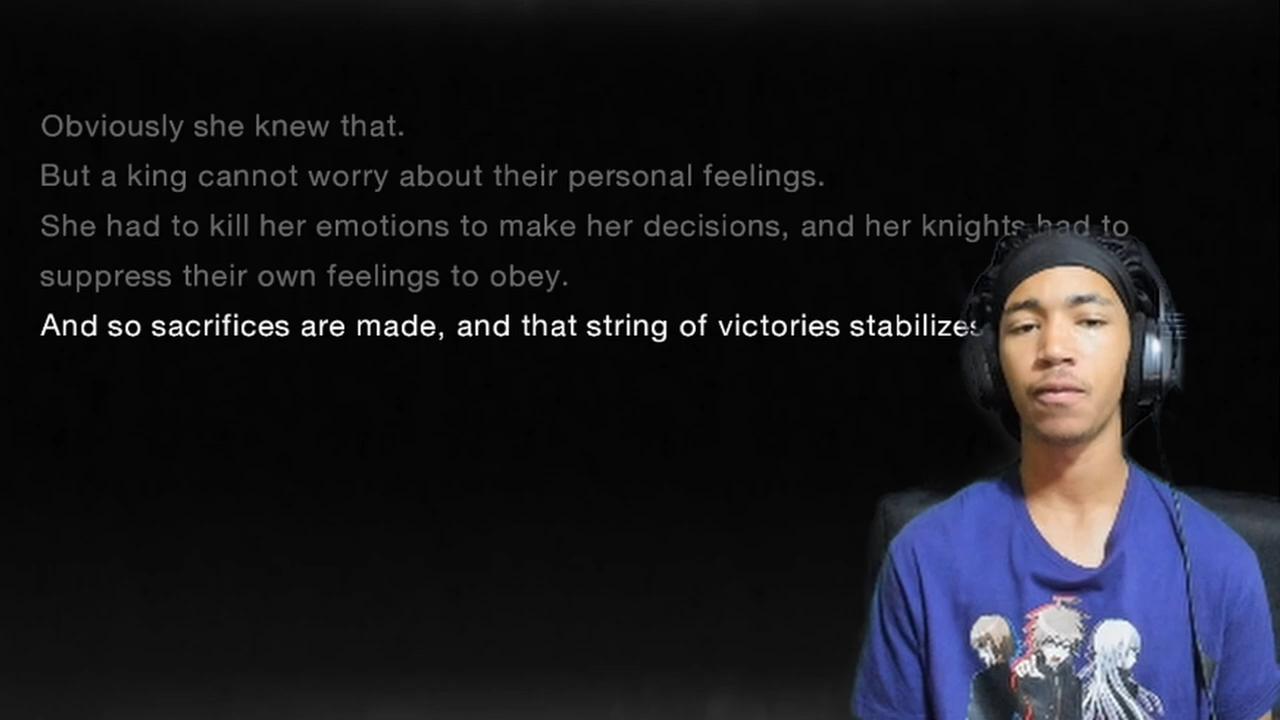 Obviously she knew that.
But a king cannot worry about their personal feelings.
She had to kill her emotions to make her decisions, and her knights had to
suppress their own feelings to obey.
And so sacrifices are made, and that string of victories stabilizes